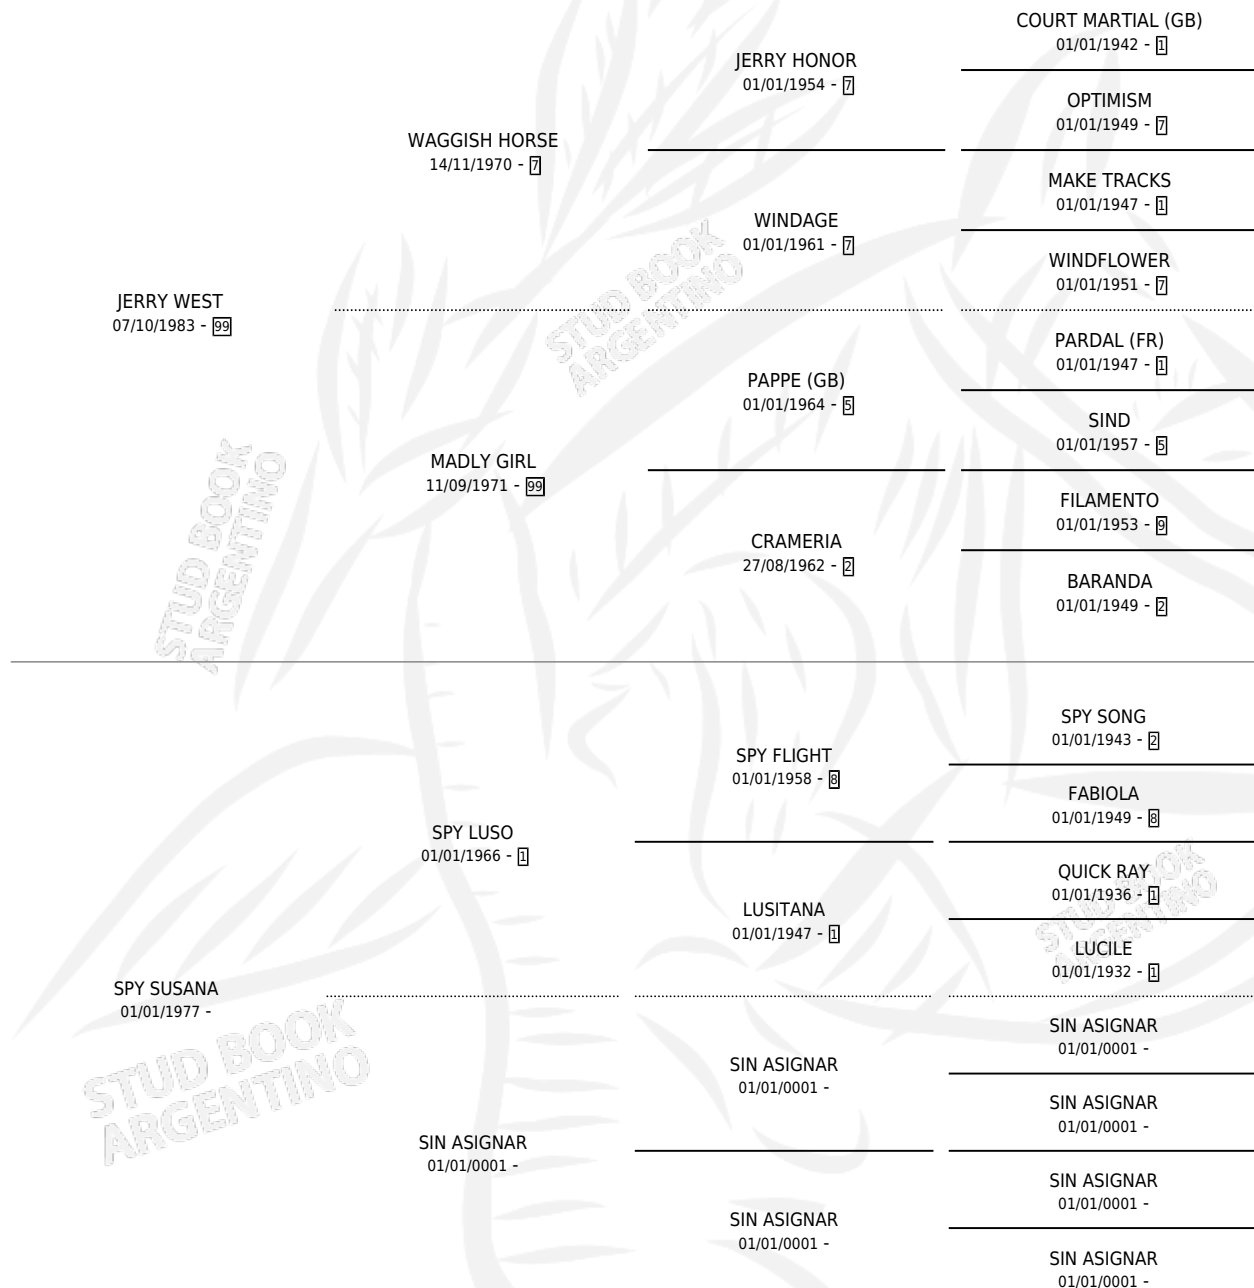 COURT MARTIAL (GB)
01/01/1942 - 1
JERRY HONOR
01/01/1954 - 7
OPTIMISM
01/01/1949 - 7
WAGGISH HORSE
14/11/1970 - 7
MAKE TRACKS
01/01/1947 - 1
WINDAGE
01/01/1961 - 7
WINDFLOWER
01/01/1951 - 7
JERRY WEST
07/10/1983 - 99
PARDAL (FR)
01/01/1947 - 1
PAPPE (GB)
01/01/1964 - 5
SIND
01/01/1957 - 5
MADLY GIRL
11/09/1971 - 99
FILAMENTO
01/01/1953 - 9
CRAMERIA
27/08/1962 - 2
BARANDA
01/01/1949 - 2
SPY SONG
01/01/1943 - 2
SPY FLIGHT
01/01/1958 - 8
FABIOLA
01/01/1949 - 8
SPY LUSO
01/01/1966 - 1
QUICK RAY
01/01/1936 - 1
LUSITANA
01/01/1947 - 1
LUCILE
01/01/1932 - 1
SPY SUSANA
01/01/1977 -
SIN ASIGNAR
01/01/0001 -
SIN ASIGNAR
01/01/0001 -
SIN ASIGNAR
01/01/0001 -
SIN ASIGNAR
01/01/0001 -
SIN ASIGNAR
01/01/0001 -
SIN ASIGNAR
01/01/0001 -
SIN ASIGNAR
01/01/0001 -
STUD BOOK
ARGENTINO
STUD BOOK
ARGENTINO
STUD BOOK
ARGENTINO
STUD BOOK
ARGENTINO